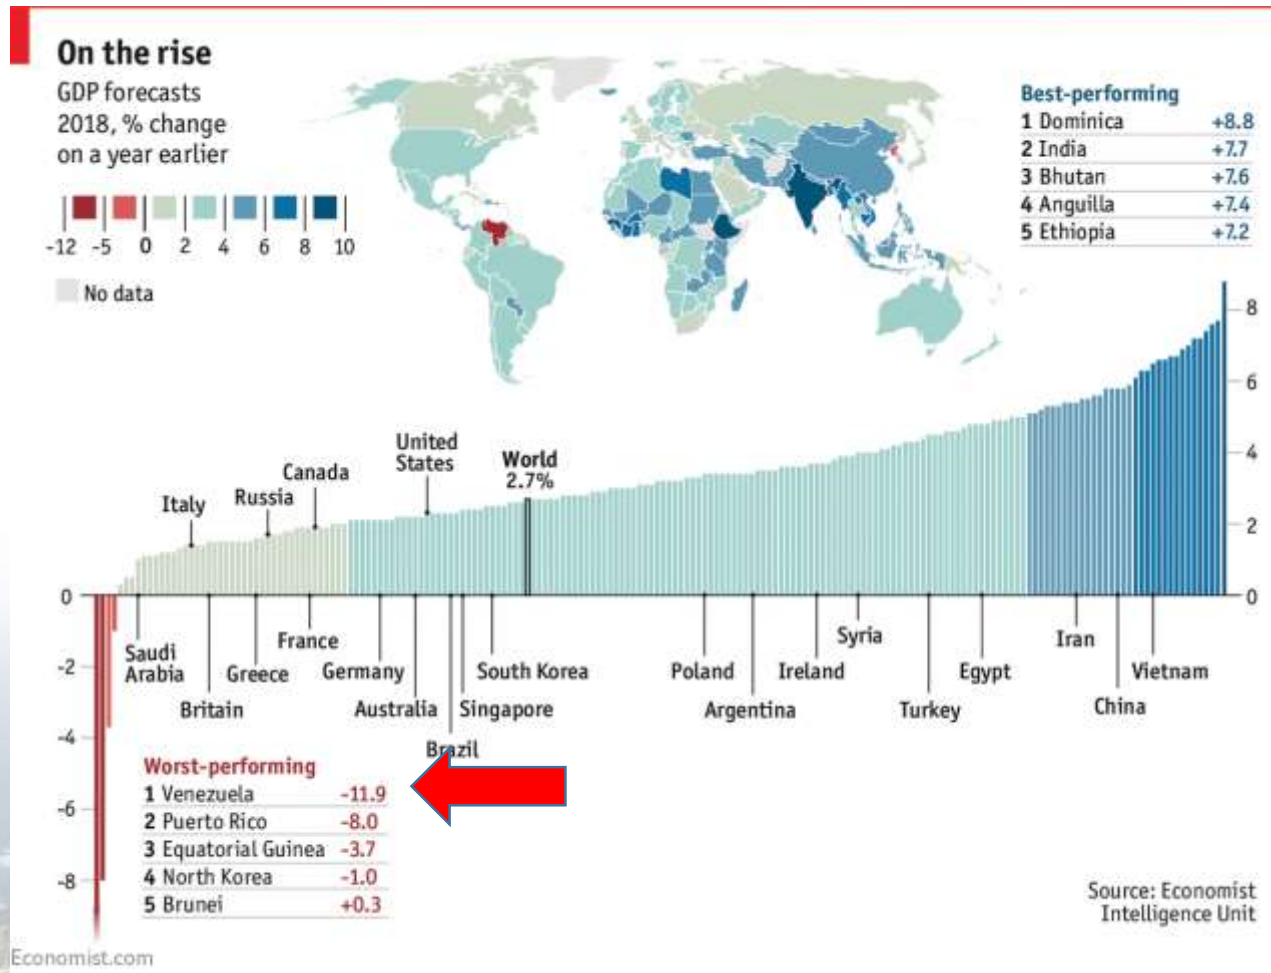 On the rise
GDP forecasts
2018, % change
on a year earlier
-12 -5 0 2 4 6 8 10
No data
Best-performing
1 Dominica +8.8
2 India +7.7
3 Bhutan +7.6
4 Anguilla +7.4
5 Ethiopia +7.2
8
6
4
2
0
United
States
World
2.7%
Canada
Russia
Italy
0
-2
-4
-6
-8
Saudi
Arabia
Britain
Greece
France
Germany
Australia
Brazil
Singapore
South Korea
Poland
Argentina
Ireland
Syria
Turkey
Egypt
Iran
China
Vietnam
Worst-performing
1 Venezuela -11.9
2 Puerto Rico -8.0
3 Equatorial Guinea -3.7
4 North Korea -1.0
5 Brunei +0.3
Source: Economist
Intelligence Unit
Economist.com